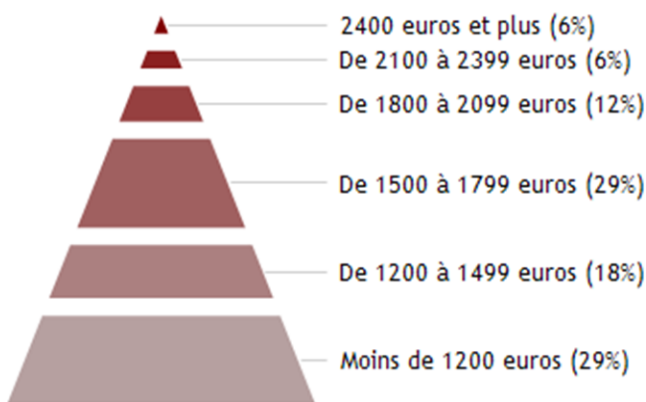 2400 euros et plus (6%)
De 2100 à 2399 euros (6%)
De 1800 à 2099 euros (12%)
De 1500 à 1799 euros (29%)
De 1200 à 1499 euros (18%)
Moins de 1200 euros (29%)